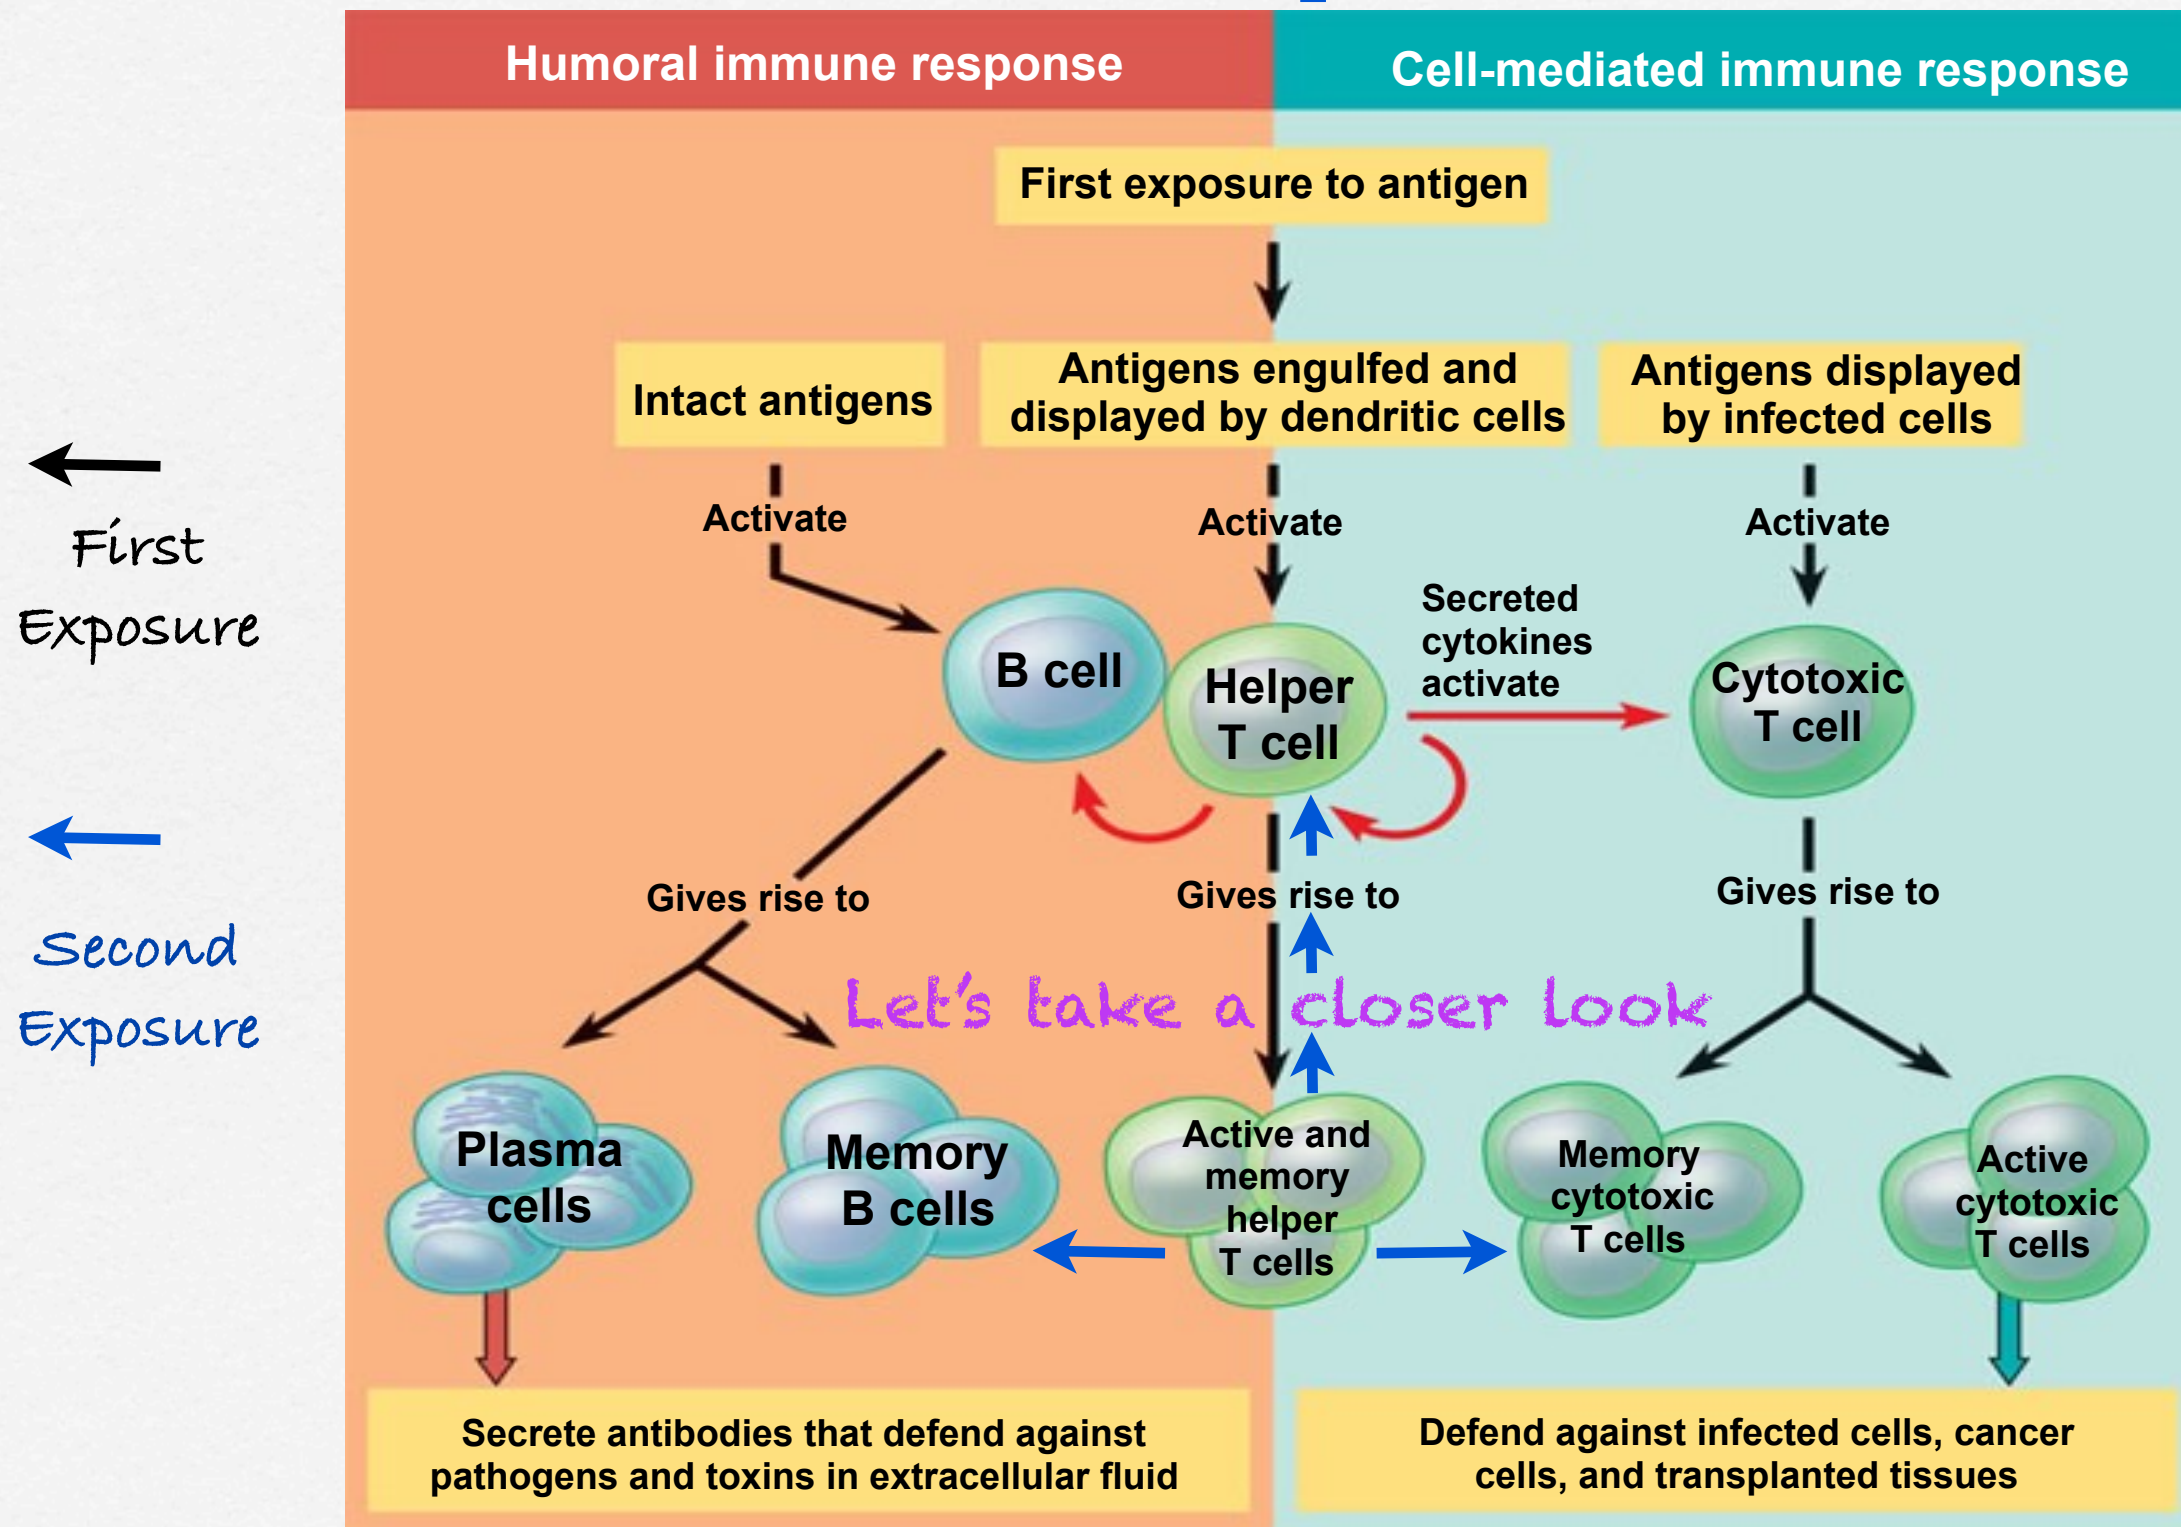 Humoral immune response
Cell-mediated immune response
First exposure to antigen
Intact antigens
Antigens engulfed and
displayed by dendritic cells
Antigens displayed
by infected cells
Activate
Activate
Activate
First
Exposure
Secreted
cytokines
activate
B cell
Helper
T cell
Cytotoxic
T cell
Gives rise to
Gives rise to
Gives rise to
Second
Exposure
Let's take a closer look
Plasma
cells
Memory
B cells
Active and
memory
helper
T cells
Memory
cytotoxic
T cells
Active
cytotoxic
T cells
Secrete antibodies that defend against
pathogens and toxins in extracellular fluid
Defend against infected cells, cancer
cells, and transplanted tissues